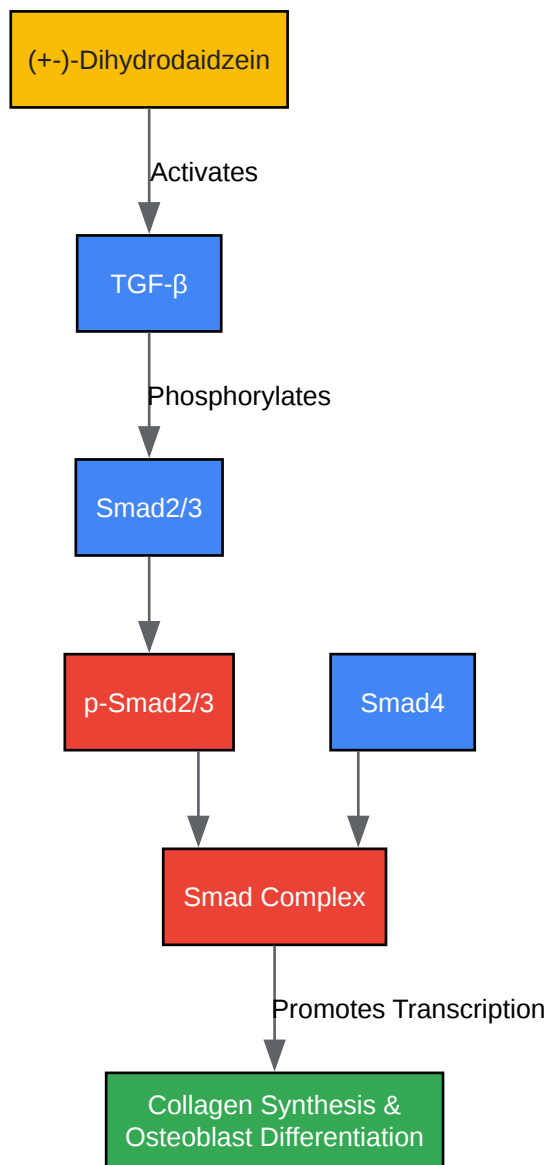 (+-)-Dihydrodaidzein
Activates
TGF-β
Phosphorylates
Smad2/3
p-Smad2/3
Smad4
Smad Complex
Promotes Transcription
Collagen Synthesis &
Osteoblast Differentiation